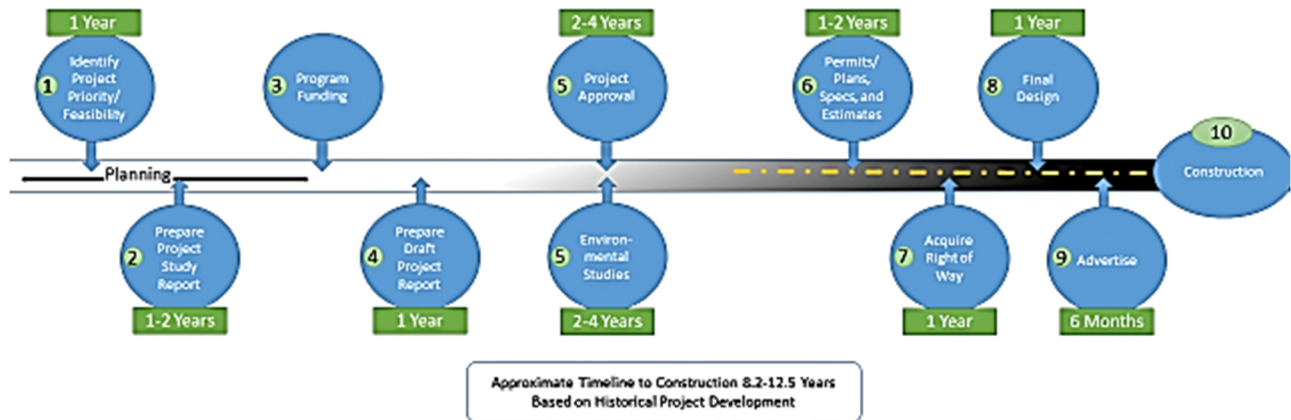 1 Year
1
Identify
Project
Priority/
Feasibility
Planning
1-2 Years
2
Prepare
Project
Study
Report
3
Program
Funding
4
Prepare
Draft
Project
Report
1 Year
2-4 Years
5
Project
Approval
5
Environ-
mental
Studies
2-4 Years
1-2 Years
6
Permits/
Plans,
Specs, and
Estimates
7
Acquire
Right of
Way
1 Year
1 Year
8
Final
Design
9
Advertise
6 Months
10
Construction
Approximate Timeline to Construction 8.2-12.5 Years
Based on Historical Project Development